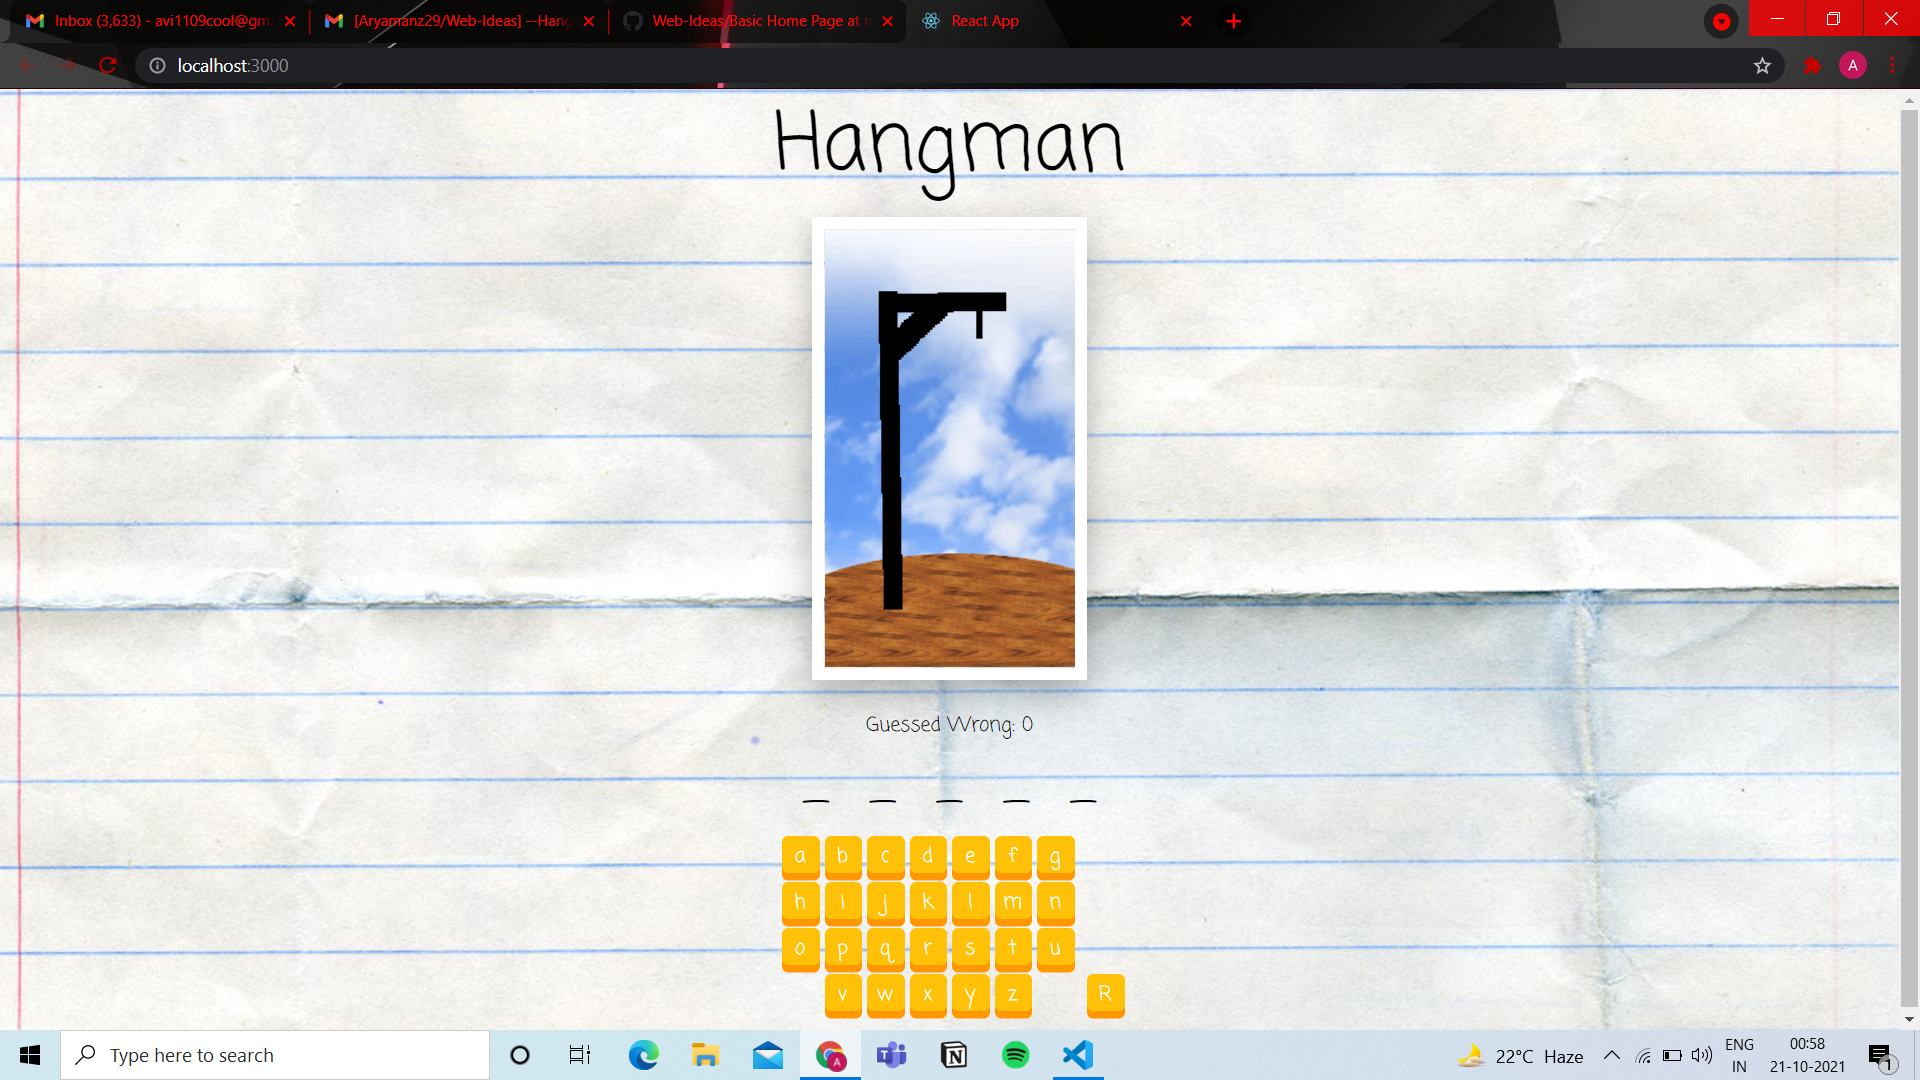 Inbox (3,633) - avi1109cool@gm
[Aryamanz29/Web-Ideas] --Hang
Web-Ideas/Basic Home Page at
React App
localhost:3000
A
Hangman
Guessed Wrong: 0
_ _ _ _ _
a b c d e f g
h i j k l m n
o p q r s t u
v w x y z R
Type here to search
A
22°C Haze
ENG
IN
00:58
21-10-2021
1